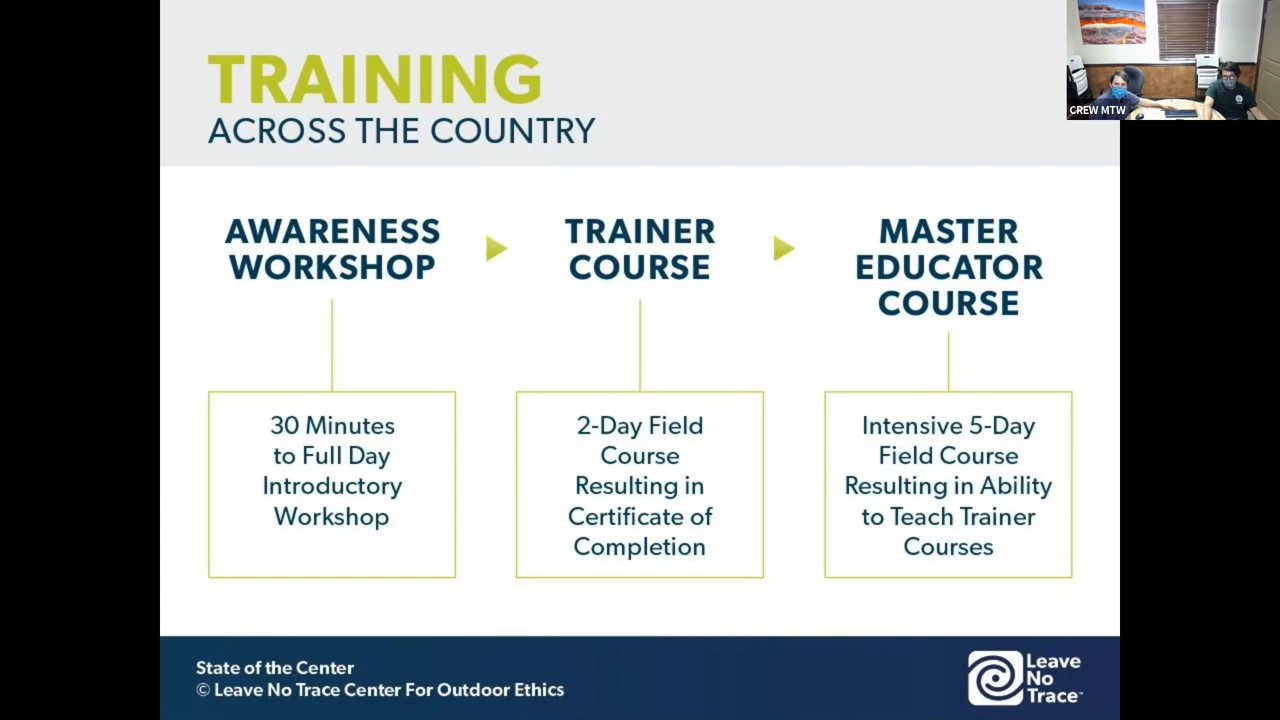 TRAINING
ACROSS THE COUNTRY
CREW MTW
AWARENESS
WORKSHOP
TRAINER
COURSE
MASTER
EDUCATOR
COURSE
30 Minutes
to Full Day
Introductory
Workshop
2-Day Field
Course
Resulting in
Certificate of
Completion
Intensive 5-Day
Field Course
Resulting in Ability
to Teach Trainer
Courses
State of the Center
© Leave No Trace Center For Outdoor Ethics
Leave
No
Trace™